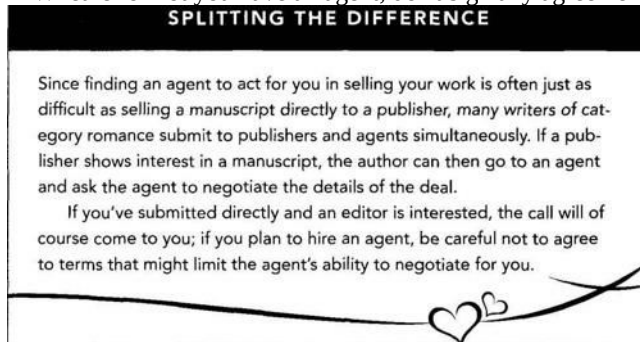 SPLITTING THE DIFFERENCE
Since finding an agent to act for you in selling your work is often just as
difficult as selling a manuscript directly to a publisher, many writers of cat-
egory romance submit to publishers and agents simultaneously. If a pub-
lisher shows interest in a manuscript, the author can then go to an agent
and ask the agent to negotiate the details of the deal.
If you've submitted directly and an editor is interested, the call will of
course come to you; if you plan to hire an agent, be careful not to agree
to terms that might limit the agent's ability to negotiate for you.